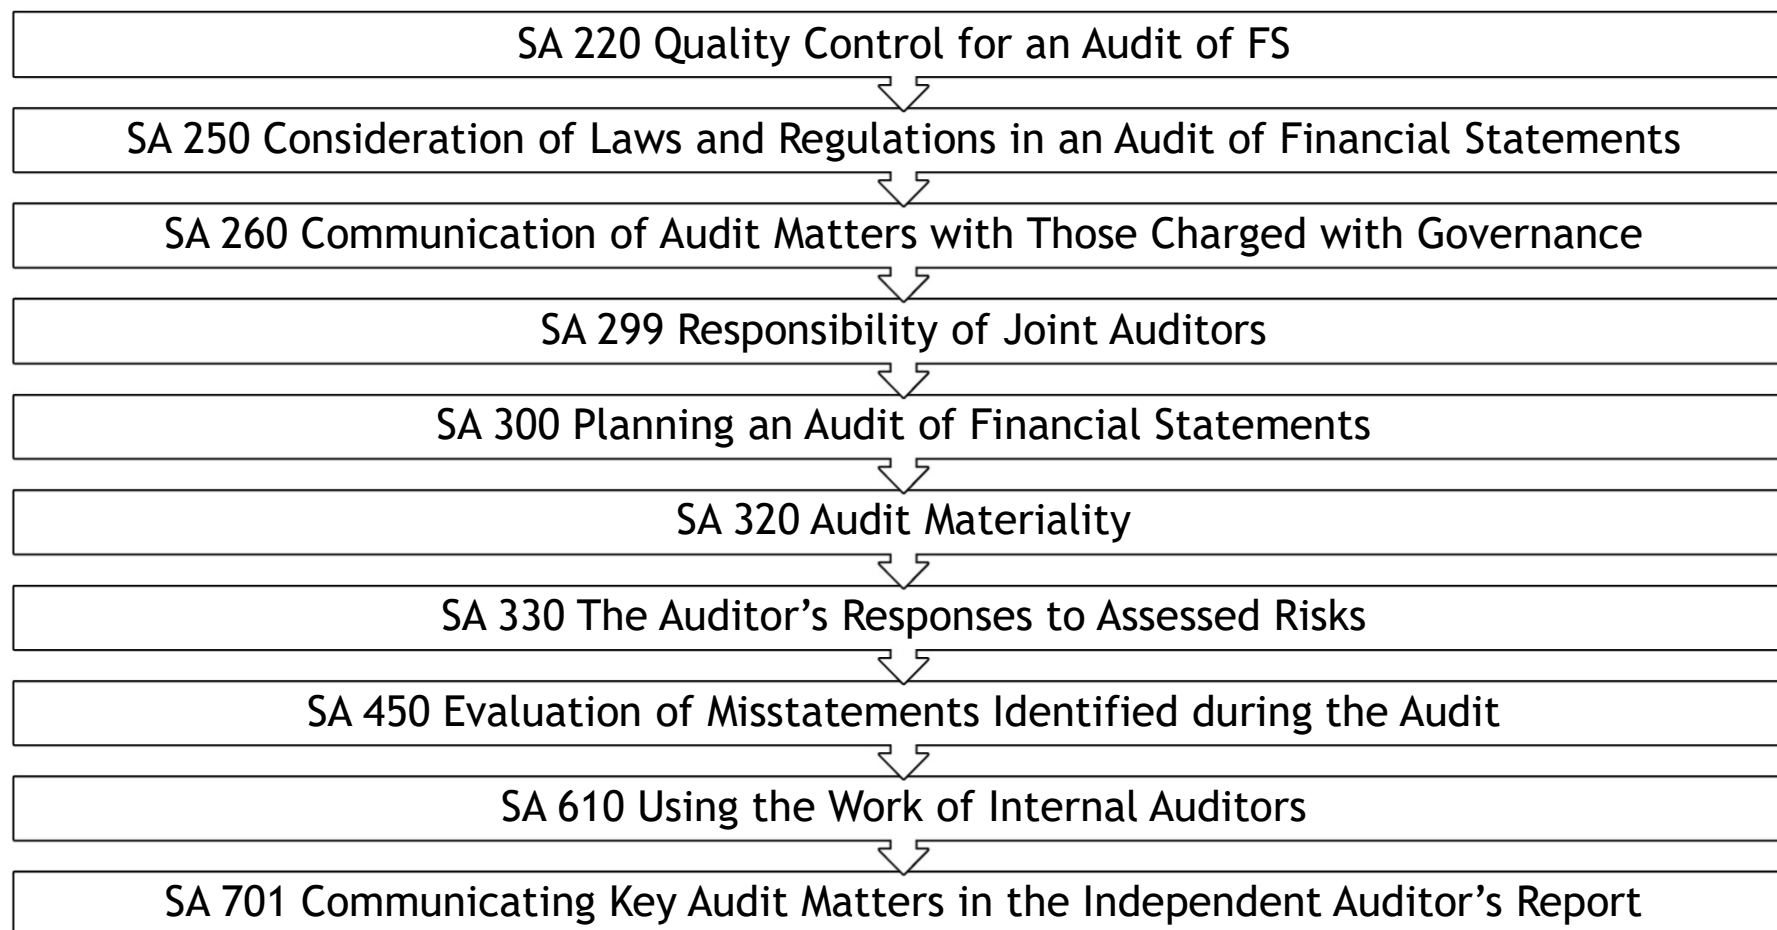 SA 220 Quality Control for an Audit of FS
SA 250 Consideration of Laws and Regulations in an Audit of Financial Statements
SA 260 Communication of Audit Matters with Those Charged with Governance
SA 299 Responsibility of Joint Auditors
SA 300 Planning an Audit of Financial Statements
SA 320 Audit Materiality
SA 330 The Auditor’s Responses to Assessed Risks
SA 450 Evaluation of Misstatements Identified during the Audit
SA 610 Using the Work of Internal Auditors
SA 701 Communicating Key Audit Matters in the Independent Auditor’s Report